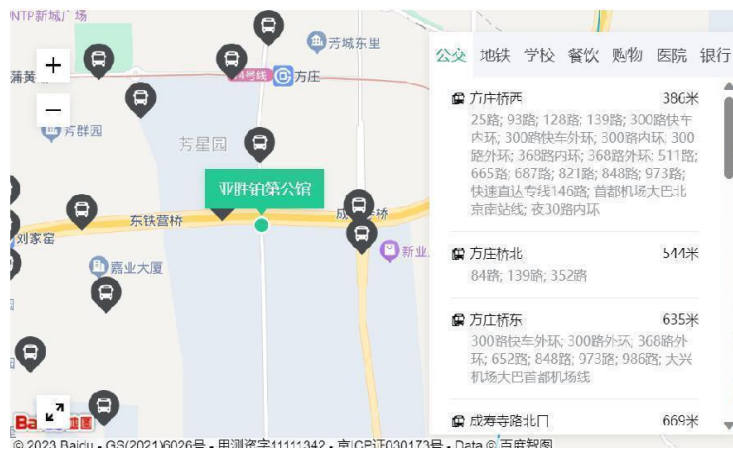 NTP新城广场
芳城东里
4号线
方庄
蒲黄
芳群园
芳星园
亚胜铂第公馆
东铁营桥
刘家窑
嘉业大厦
新业
公交 地铁 学校 餐饮 购物 医院 银行
方庄桥西 386米
25路; 93路; 128路; 139路; 300路快车
内环; 300路快车外环; 300路内环; 300
路外环; 368路内环; 368路外环; 511路;
665路; 687路; 821路; 848路; 973路;
快速直达专线146路; 首都机场大巴北
京南站线; 夜30路内环
方庄桥北 544米
84路; 139路; 352路
方庄桥东 635米
300路快车外环; 300路外环; 368路外
环; 652路; 848路; 973路; 986路; 大兴
机场大巴首都机场线
成寿寺路北口 669米
© 2023 Baidu - GS(2021)6026号 - 甲测资字11111342 - 京ICP证030173号 - Data © 百度智图